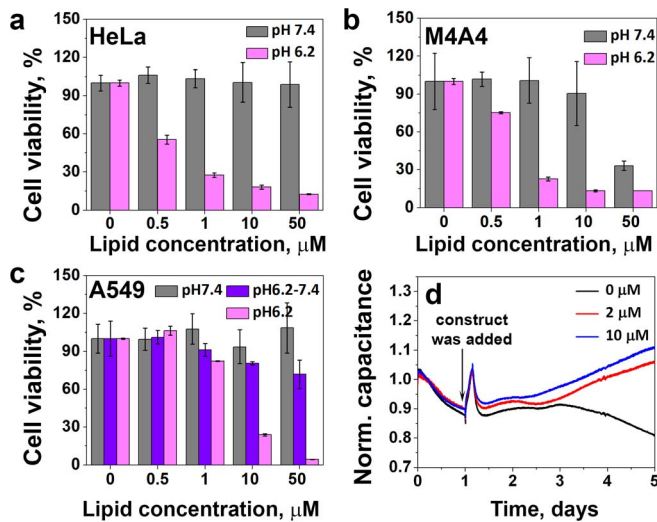 a
HeLa
pH 7.4
pH 6.2
Cell viability, %
150
120
90
60
30
0
0 0.5 1 10 50
Lipid concentration, µM
b
M4A4
pH 7.4
pH 6.2
Cell viability, %
150
120
90
60
30
0
0 0.5 1 10 50
Lipid concentration, µM
c
A549
pH7.4
pH6.2-7.4
pH6.2
Cell viability, %
150
120
90
60
30
0
0 0.5 1 10 50
Lipid concentration, µM
d
0 µM
2 µM
10 µM
construct
was added
Norm. capacitance
1.3
1.2
1.1
1.0
0.9
0.8
0.7
0 1 2 3 4 5
Time, days